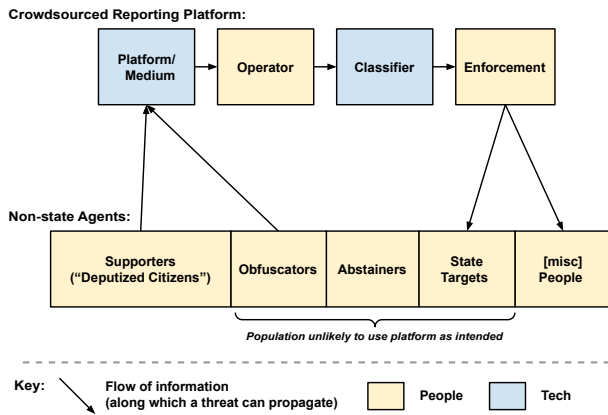 Crowdsourced Reporting Platform:
Platform/
Medium
Operator
Classifier
Enforcement
Non-state Agents:
Supporters
(“Deputized Citizens”)
Obfuscators
Abstainers
State
Targets
[misc]
People
Population unlikely to use platform as intended
Key:
Flow of information
(along which a threat can propagate)
People
Tech